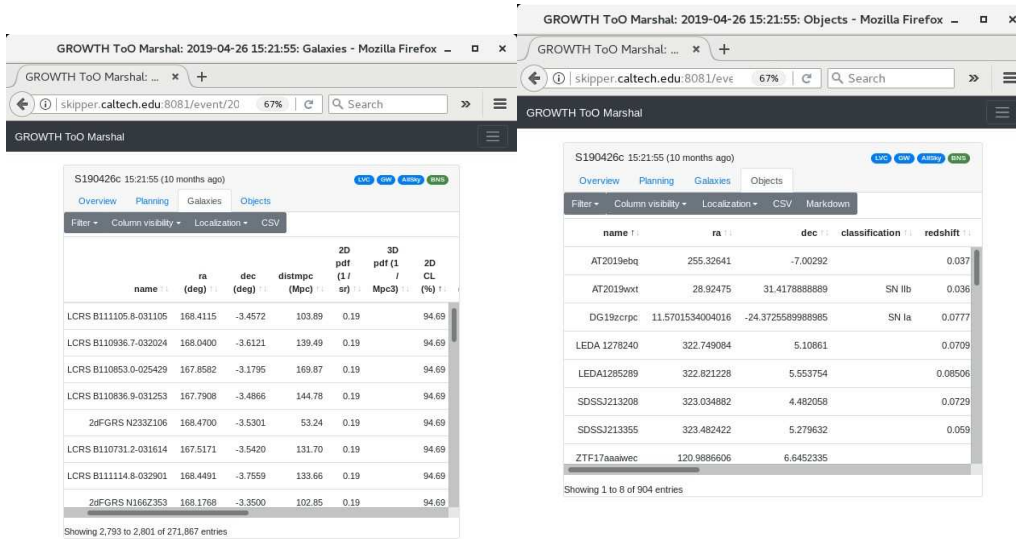 GROWTH ToO Marshal: 2019-04-26 15:21:55: Galaxies - Mozilla Firefox
GROWTH ToO Marshal: ...
skipper.caltech.edu:8081/event/20 67% Search
GROWTH ToO Marshal
S190426c 15:21:55 (10 months ago) LVC GW AllSky BNS
Overview Planning Galaxies Objects
Filter Column visibility Localization CSV
name ra (deg) dec (deg) distmpc (Mpc) 2D pdf (1 / sr) 3D pdf (1 / Mpc3) 2D CL (%)
LCRS B111105.8-031105 168.4115 -3.4572 103.89 0.19 94.69
LCRS B110936.7-032024 168.0400 -3.6121 139.49 0.19 94.69
LCRS B110853.0-025429 167.8582 -3.1795 169.87 0.19 94.69
LCRS B110836.9-031253 167.7908 -3.4866 144.78 0.19 94.69
2dFGRS N233Z106 168.4700 -3.5301 53.24 0.19 94.69
LCRS B110731.2-031614 167.5171 -3.5420 131.70 0.19 94.69
LCRS B111114.8-032901 168.4491 -3.7559 133.66 0.19 94.69
2dFGRS N166Z353 168.1768 -3.3500 102.85 0.19 94.69
Showing 2,793 to 2,801 of 271,867 entries
GROWTH ToO Marshal: 2019-04-26 15:21:55: Objects - Mozilla Firefox
GROWTH ToO Marshal: ...
skipper.caltech.edu:8081/eve 67% Search
GROWTH ToO Marshal
S190426c 15:21:55 (10 months ago) LVC GW AllSky BNS
Overview Planning Galaxies Objects
Filter Column visibility Localization CSV Markdown
name ra dec classification redshift
AT2019ebq 255.32641 -7.00292 0.037
AT2019wxt 28.92475 31.4178888889 SN IIb 0.036
DG19zcrpc 11.5701534004016 -24.3725589988985 SN Ia 0.0777
LEDA 1278240 322.749084 5.10861 0.0709
LEDA1285289 322.821228 5.553754 0.08506
SDSSJ213208 323.034882 4.482058 0.0729
SDSSJ213355 323.482422 5.279632 0.059
ZTF17aaaiwec 120.9886606 6.6452335
Showing 1 to 8 of 904 entries